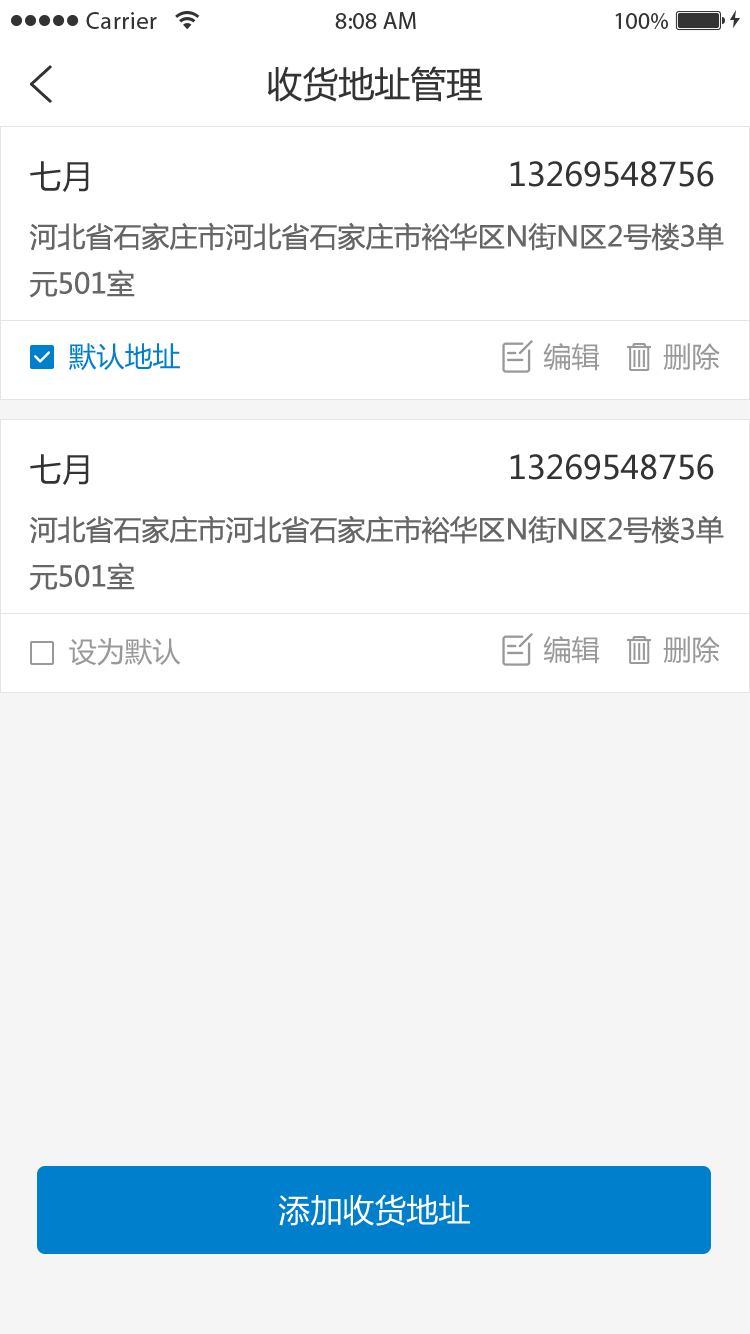 Carrier 8:08 AM 100%
收货地址管理
七月 13269548756
河北省石家庄市河北省石家庄市裕华区N街N区2号楼3单
元501室
默认地址 编辑 删除
七月 13269548756
河北省石家庄市河北省石家庄市裕华区N街N区2号楼3单
元501室
设为默认 编辑 删除
添加收货地址